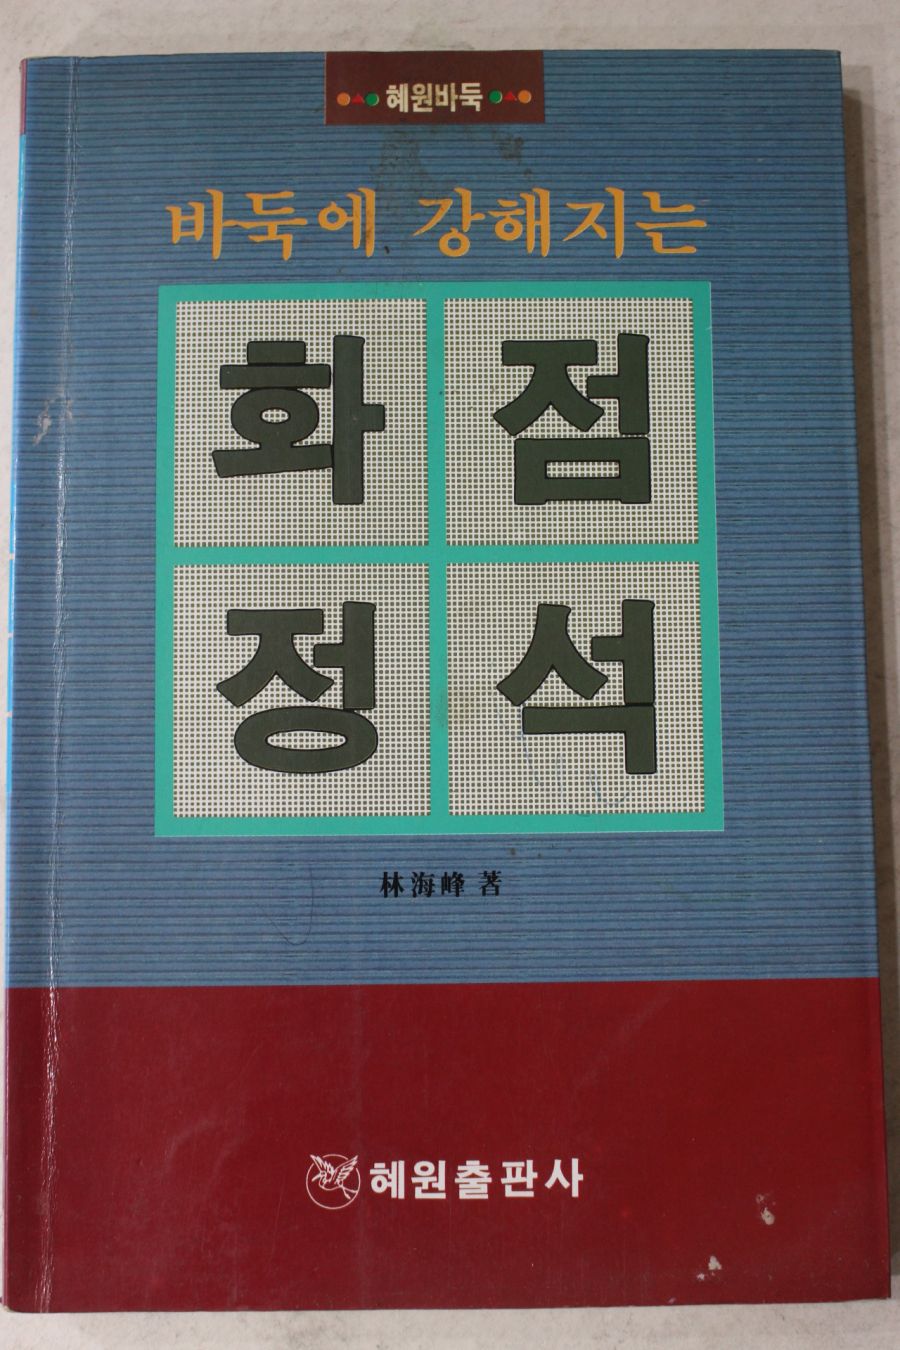 혜원바둑
바둑에 강해지는
화점
정석
林海峰 著
혜원출판사